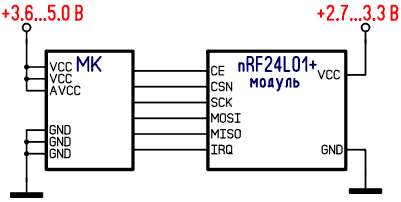 +3.6...5.0 В
+2.7...3.3 В
МК
VCC
VCC
AVCC
GND
GND
GND
nRF24L01+
модуль
CE
CSN
SCK
MOSI
MISO
IRQ
VCC
GND